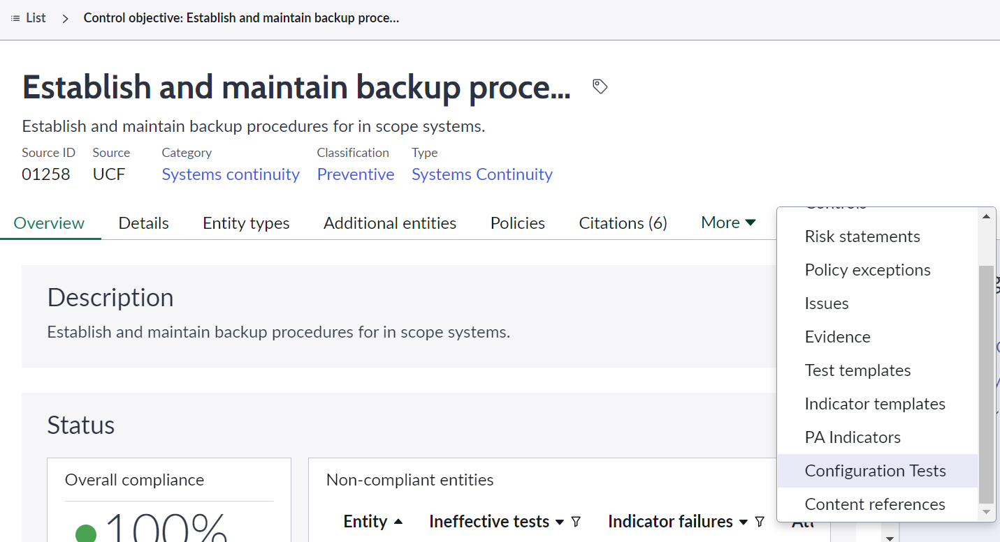 List > Control objective: Establish and maintain backup proce...
Establish and maintain backup proce...
Establish and maintain backup procedures for in scope systems.
Source ID Source Category Classification Type
01258 UCF Systems continuity Preventive Systems Continuity
Overview Details Entity types Additional entities Policies Citations (6) More
Controls
Risk statements
Policy exceptions
Issues
Evidence
Test templates
Indicator templates
PA Indicators
Configuration Tests
Content references
Description
Establish and maintain backup procedures for in scope systems.
Status
Overall compliance
100%
Non-compliant entities
Entity Ineffective tests Indicator failures